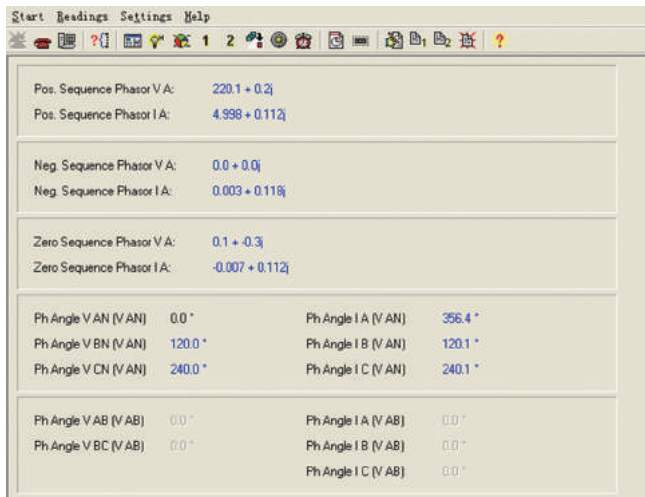 Start Readings Settings Help
?{} 1 2 1 2 ?
Pos. Sequence Phasor V A: 220.1 + 0.2j
Pos. Sequence Phasor I A: 4.998 + 0.112j
Neg. Sequence Phasor V A: 0.0 + 0.0j
Neg. Sequence Phasor I A: 0.003 + 0.118j
Zero Sequence Phasor V A: 0.1 + -0.3j
Zero Sequence Phasor I A: -0.007 + 0.112j
Ph Angle V AN (V AN) 0.0 ° Ph Angle I A (V AN) 356.4 °
Ph Angle V BN (V AN) 120.0 ° Ph Angle I B (V AN) 120.1 °
Ph Angle V CN (V AN) 240.0 ° Ph Angle I C (V AN) 240.1 °
Ph Angle V AB (V AB) 0.0 ° Ph Angle I A (V AB) 0.0 °
Ph Angle V BC (V AB) 0.0 ° Ph Angle I B (V AB) 0.0 °
Ph Angle I C (V AB) 0.0 °